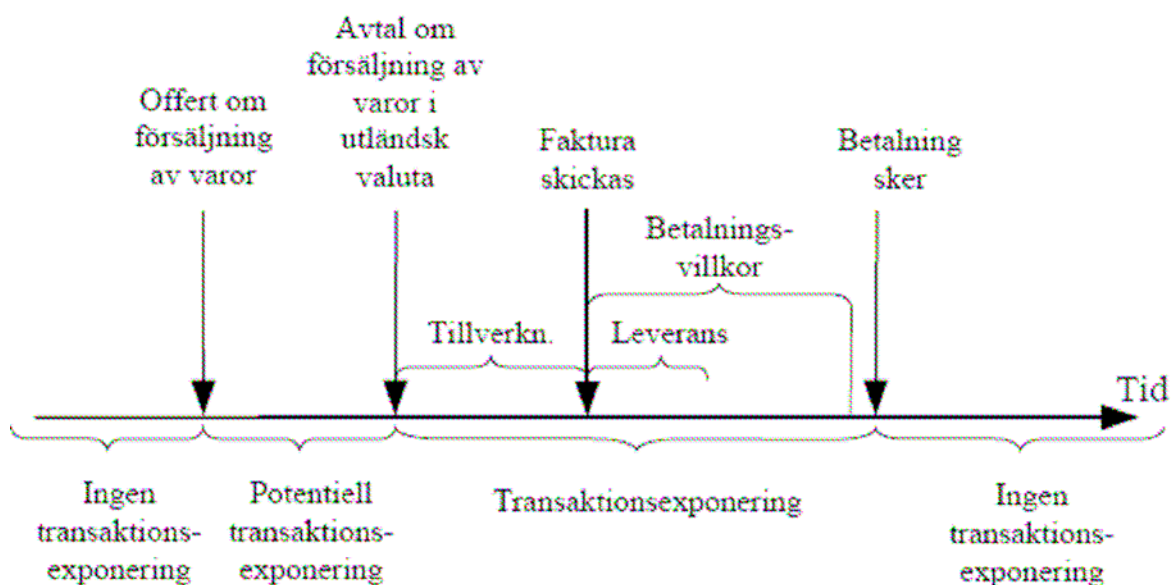 Offert om
försäljning
av varor
Avtal om
försäljning av
varor i
utländsk
valuta
Faktura
skickas
Betalning
sker
Betalnings-
villkor
Tillverkn.
Leverans
Tid
Ingen
transaktions-
exponering
Potentiell
transaktions-
exponering
Transaktionsexponering
Ingen
transaktions-
exponering